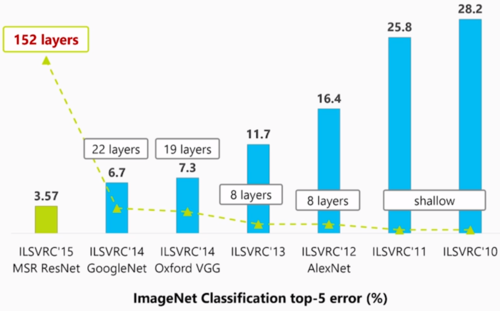 152 layers
28.2
25.8
16.4
11.7
22 layers
19 layers
6.7
7.3
3.57
8 layers
8 layers
shallow
ILSVRC'15
MSR ResNet
ILSVRC'14
GoogleNet
ILSVRC'14
Oxford VGG
ILSVRC'13
ILSVRC'12
AlexNet
ILSVRC'11
ILSVRC'10
ImageNet Classification top-5 error (%)